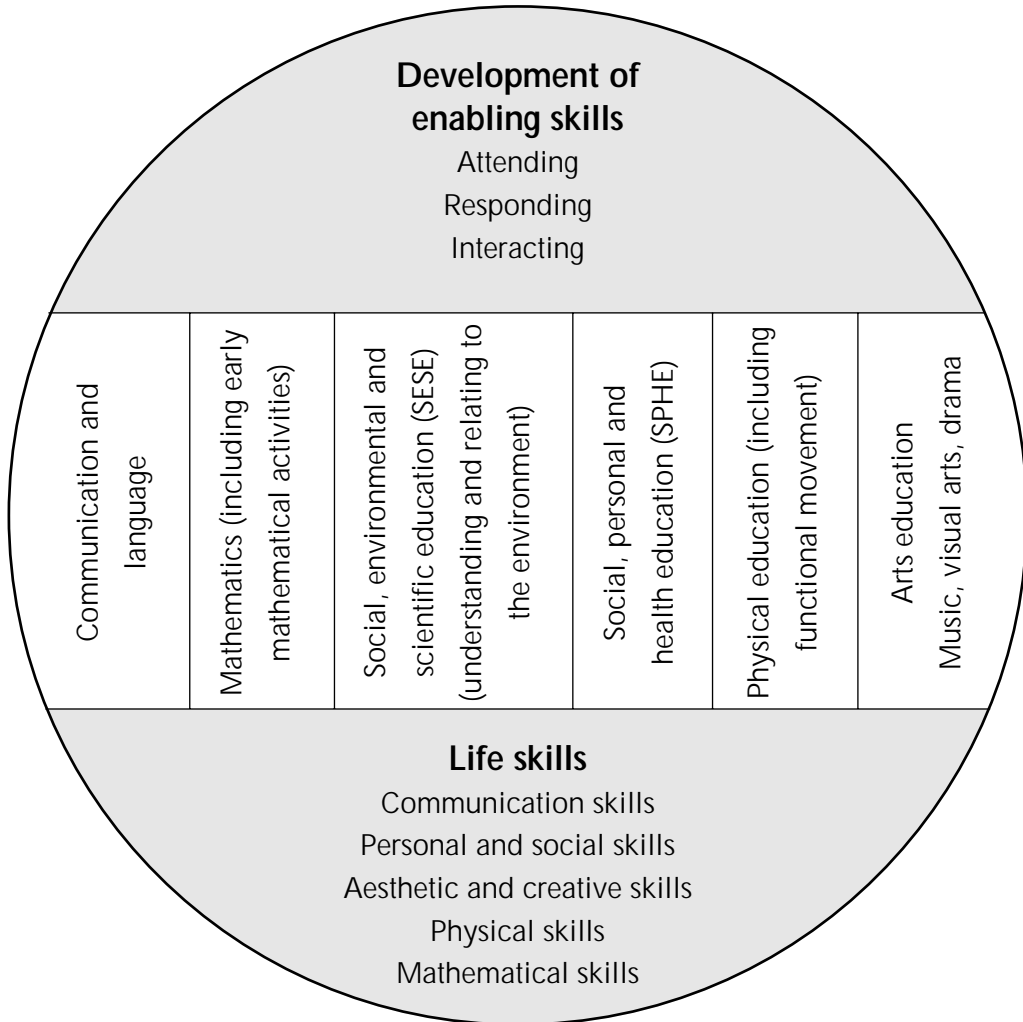 Development of
enabling skills
Attending
Responding
Interacting
Communication and
language
Mathematics (including early
mathematical activities)
Social, environmental and
scientific education (SESE)
(understanding and relating to
the environment)
Social, personal and
health education (SPHE)
Physical education (including
functional movement)
Arts education
Music, visual arts, drama
Life skills
Communication skills
Personal and social skills
Aesthetic and creative skills
Physical skills
Mathematical skills